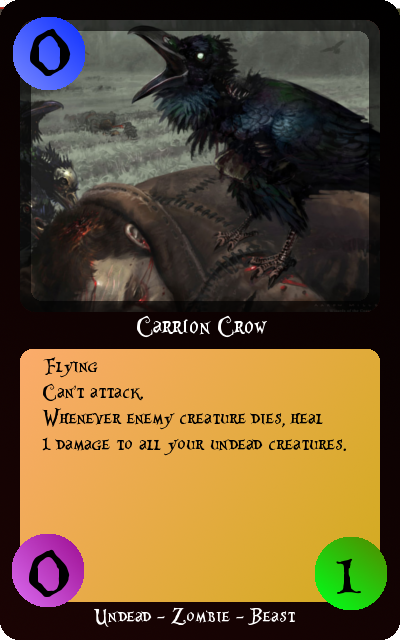 0
Carrion Crow
Flying
Can't attack.
Whenever enemy creature dies, heal
1 damage to all your undead creatures.
0
1
Undead - Zombie - Beast